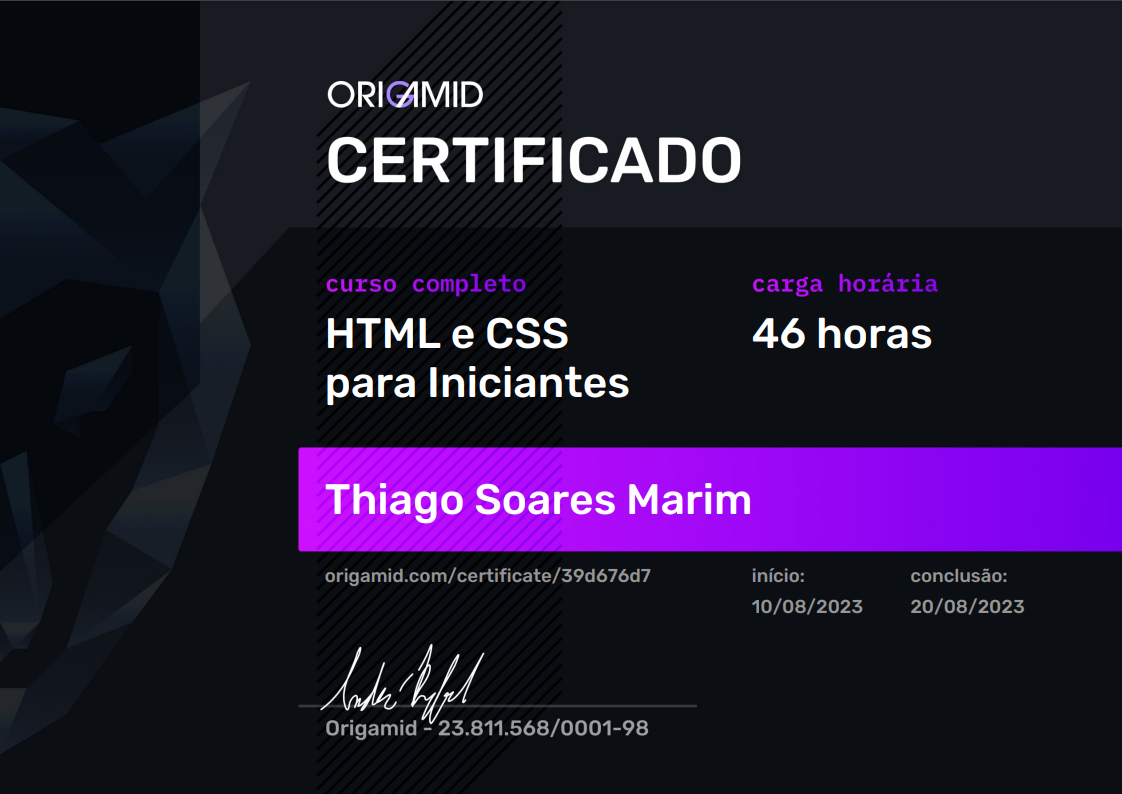 ORIGAMID
CERTIFICADO
curso completo
HTML e CSS
para Iniciantes
carga horária
46 horas
Thiago Soares Marim
origamid.com/certificate/39d676d7
início:
10/08/2023
conclusão:
20/08/2023
Origamid - 23.811.568/0001-98